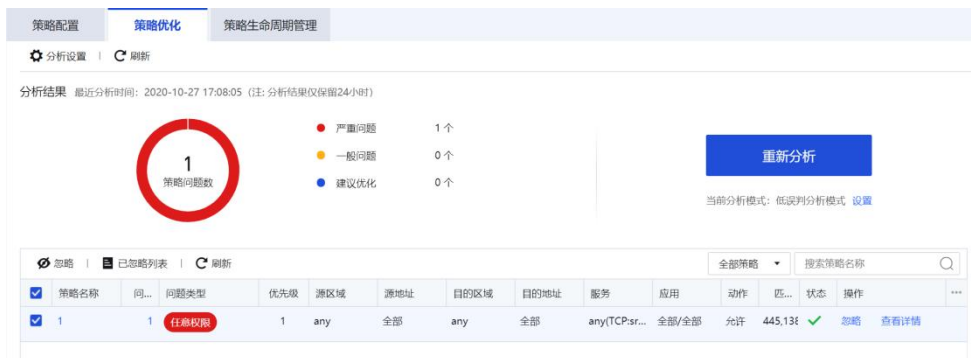 策略配置 策略优化 策略生命周期管理
分析设置 刷新
分析结果 最近分析时间：2020-10-27 17:08:05（注: 分析结果仅保留24小时）
严重问题 1个
1
策略问题数
一般问题 0个
建议优化 0个
重新分析
当前分析模式：低误判分析模式 设置
忽略 已忽略列表 刷新 全部策略 搜索策略名称
策略名称 问... 问题类型 优先级 源区域 源地址 目的区域 目的地址 服务 应用 动作 匹... 状态 操作
1 1 任意权限 1 any 全部 any 全部 any(TCP:sr... 全部/全部 允许 445,138 忽略 查看详情